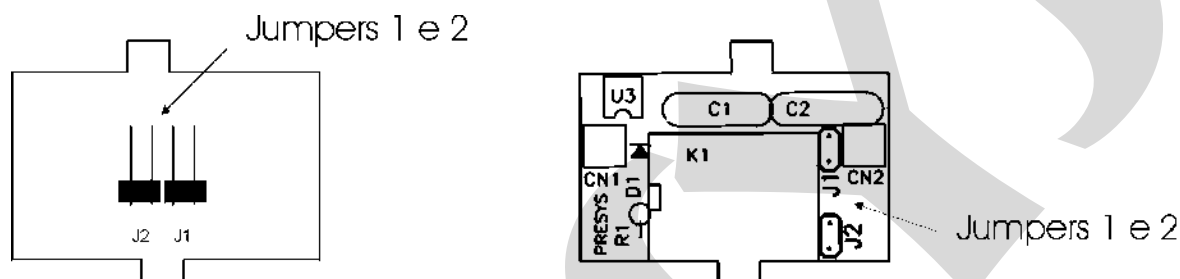 Jumpers 1 e 2
J2 J1
U3
C1 C2
K1
CN1
D1
J1
CN2
PRESYS
R1
J2
Jumpers 1 e 2